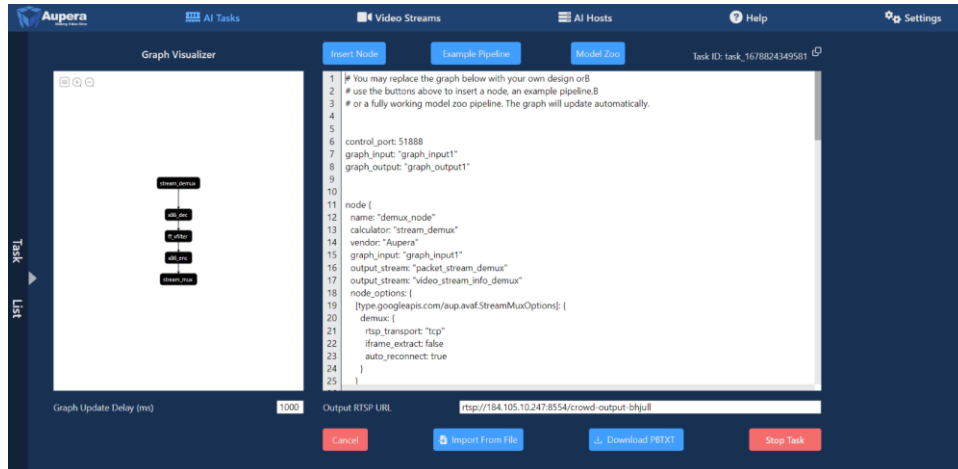 Aupera
AI Tasks
Video Streams
AI Hosts
Help
Settings
Graph Visualizer
Insert Node
Example Pipeline
Model Zoo
Task ID: task_1678824349581
stream_demux
x86_dec
ff_vfilter
x86_enc
stream_mux
1 # You may replace the graph below with your own design orB
2 # use the buttons above to insert a node, an example pipeline,B
3 # or a fully working model zoo pipeline. The graph will update automatically.
4
5
6 control_port: 51888
7 graph_input: "graph_input1"
8 graph_output: "graph_output1"
9
10
11 node {
12 name: "demux_node"
13 calculator: "stream_demux"
14 vendor: "Aupera"
15 graph_input: "graph_input1"
16 output_stream: "packet_stream_demux"
17 output_stream: "video_stream_info_demux"
18 node_options: {
19 [type.googleapis.com/aup.avaf.StreamMuxOptions]: {
20 demux: {
21 rtsp_transport: "tcp"
22 iframe_extract: false
23 auto_reconnect: true
24 }
25 }
Task List
Graph Update Delay (ms)
1000
Output RTSP URL
rtsp://184.105.10.247:8554/crowd-output-bhjull
Cancel
Import From File
Download PBTXT
Stop Task